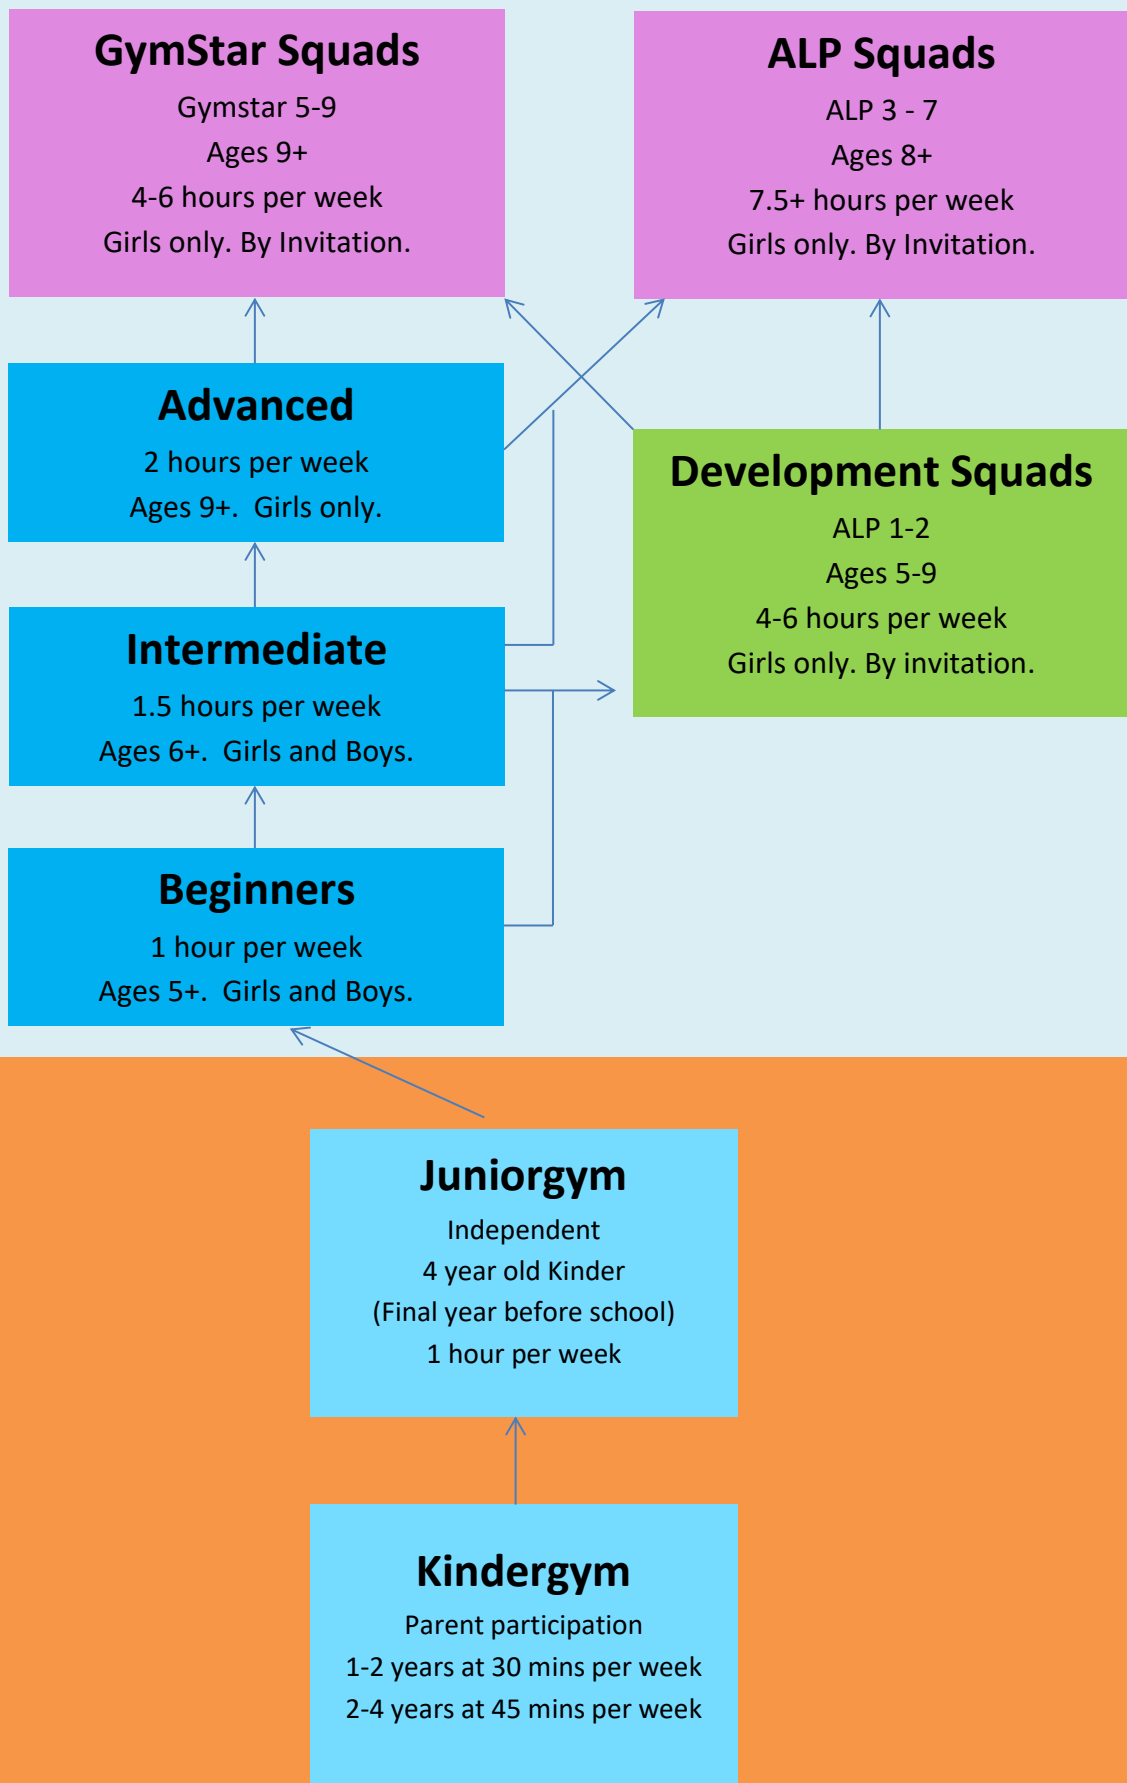 GymStar Squads
Gymstar 5-9
Ages 9+
4-6 hours per week
Girls only. By Invitation.
ALP Squads
ALP 3 - 7
Ages 8+
7.5+ hours per week
Girls only. By Invitation.
Advanced
2 hours per week
Ages 9+.  Girls only.
Development Squads
ALP 1-2
Ages 5-9
4-6 hours per week
Girls only. By invitation.
Intermediate
1.5 hours per week
Ages 6+.  Girls and Boys.
Beginners
1 hour per week
Ages 5+.  Girls and Boys.
Juniorgym
Independent
4 year old Kinder
(Final year before school)
1 hour per week
Kindergym
Parent participation
1-2 years at 30 mins per week
2-4 years at 45 mins per week